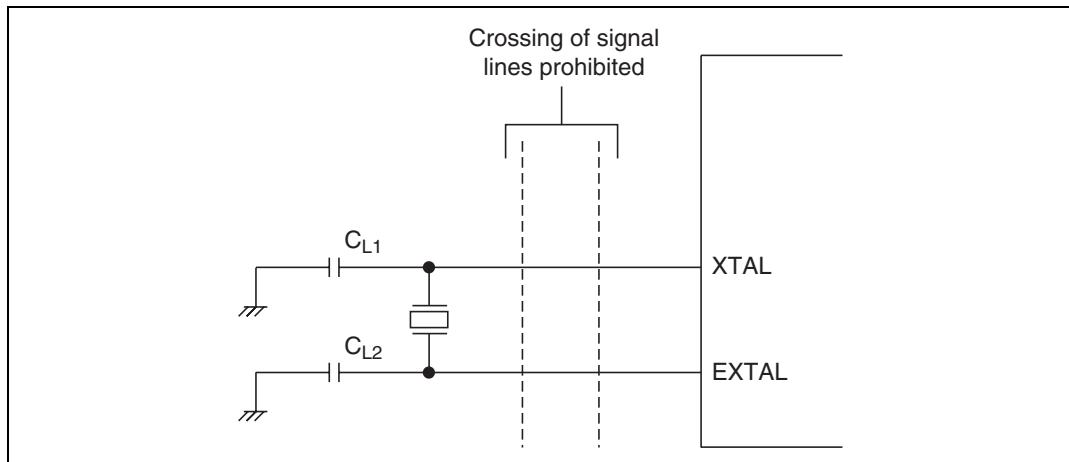 Crossing of signal
lines prohibited
CL1
XTAL
CL2
EXTAL